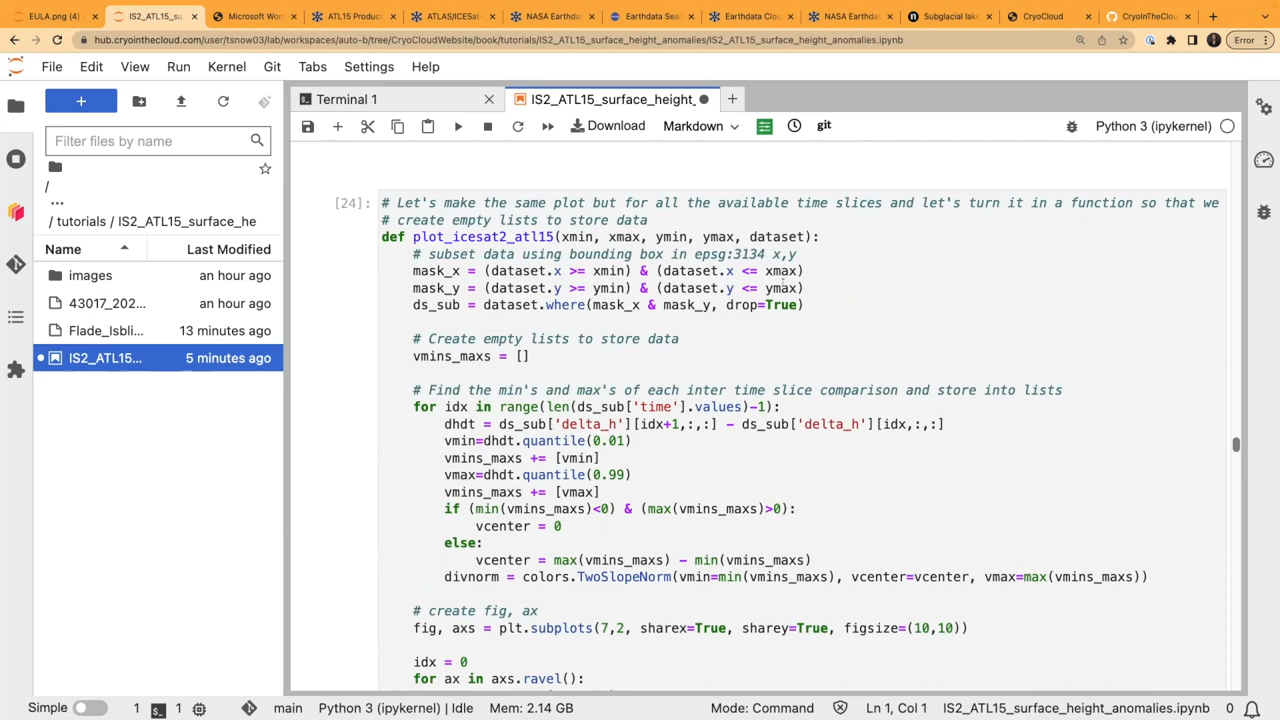 EULA.png (4)
IS2_ATL15_su
Microsoft Wor
ATL15 Produc
ATLAS/ICESat-
NASA Earthda
Earthdata Sea
Earthdata Clou
NASA Earthda
Subglacial lake
CryoCloud
CryoInTheClou
hub.cryointhecloud.com/user/tsnow03/lab/workspaces/auto-b/tree/CryoCloudWebsite/book/tutorials/IS2_ATL15_surface_height_anomalies/IS2_ATL15_surface_height_anomalies.ipynb
Error
File Edit View Run Kernel Git Tabs Settings Help
Terminal 1
IS2_ATL15_surface_height_
Download
Markdown
git
Python 3 (ipykernel)
Filter files by name
/
...
/ tutorials / IS2_ATL15_surface_he
Name Last Modified
images an hour ago
43017_202... an hour ago
Flade_Isbli... 13 minutes ago
IS2_ATL15... 5 minutes ago
[24]:
# Let's make the same plot but for all the available time slices and let's turn it in a function so that we
# create empty lists to store data
def plot_icesat2_atl15(xmin, xmax, ymin, ymax, dataset):
# subset data using bounding box in epsg:3134 x,y
mask_x = (dataset.x >= xmin) & (dataset.x <= xmax)
mask_y = (dataset.y >= ymin) & (dataset.y <= ymax)
ds_sub = dataset.where(mask_x & mask_y, drop=True)
# Create empty lists to store data
vmins_maxs = []
# Find the min's and max's of each inter time slice comparison and store into lists
for idx in range(len(ds_sub['time'].values)-1):
dhdt = ds_sub['delta_h'][idx+1,:,:] - ds_sub['delta_h'][idx,:,:]
vmin=dhdt.quantile(0.01)
vmins_maxs += [vmin]
vmax=dhdt.quantile(0.99)
vmins_maxs += [vmax]
if (min(vmins_maxs)<0) & (max(vmins_maxs)>0):
vcenter = 0
else:
vcenter = max(vmins_maxs) - min(vmins_maxs)
divnorm = colors.TwoSlopeNorm(vmin=min(vmins_maxs), vcenter=vcenter, vmax=max(vmins_maxs))
# create fig, ax
fig, axs = plt.subplots(7,2, sharex=True, sharey=True, figsize=(10,10))
idx = 0
for ax in axs.ravel():
Simple 1 1 main Python 3 (ipykernel) | Idle Mem: 2.14 GB Mode: Command Ln 1, Col 1 IS2_ATL15_surface_height_anomalies.ipynb 0